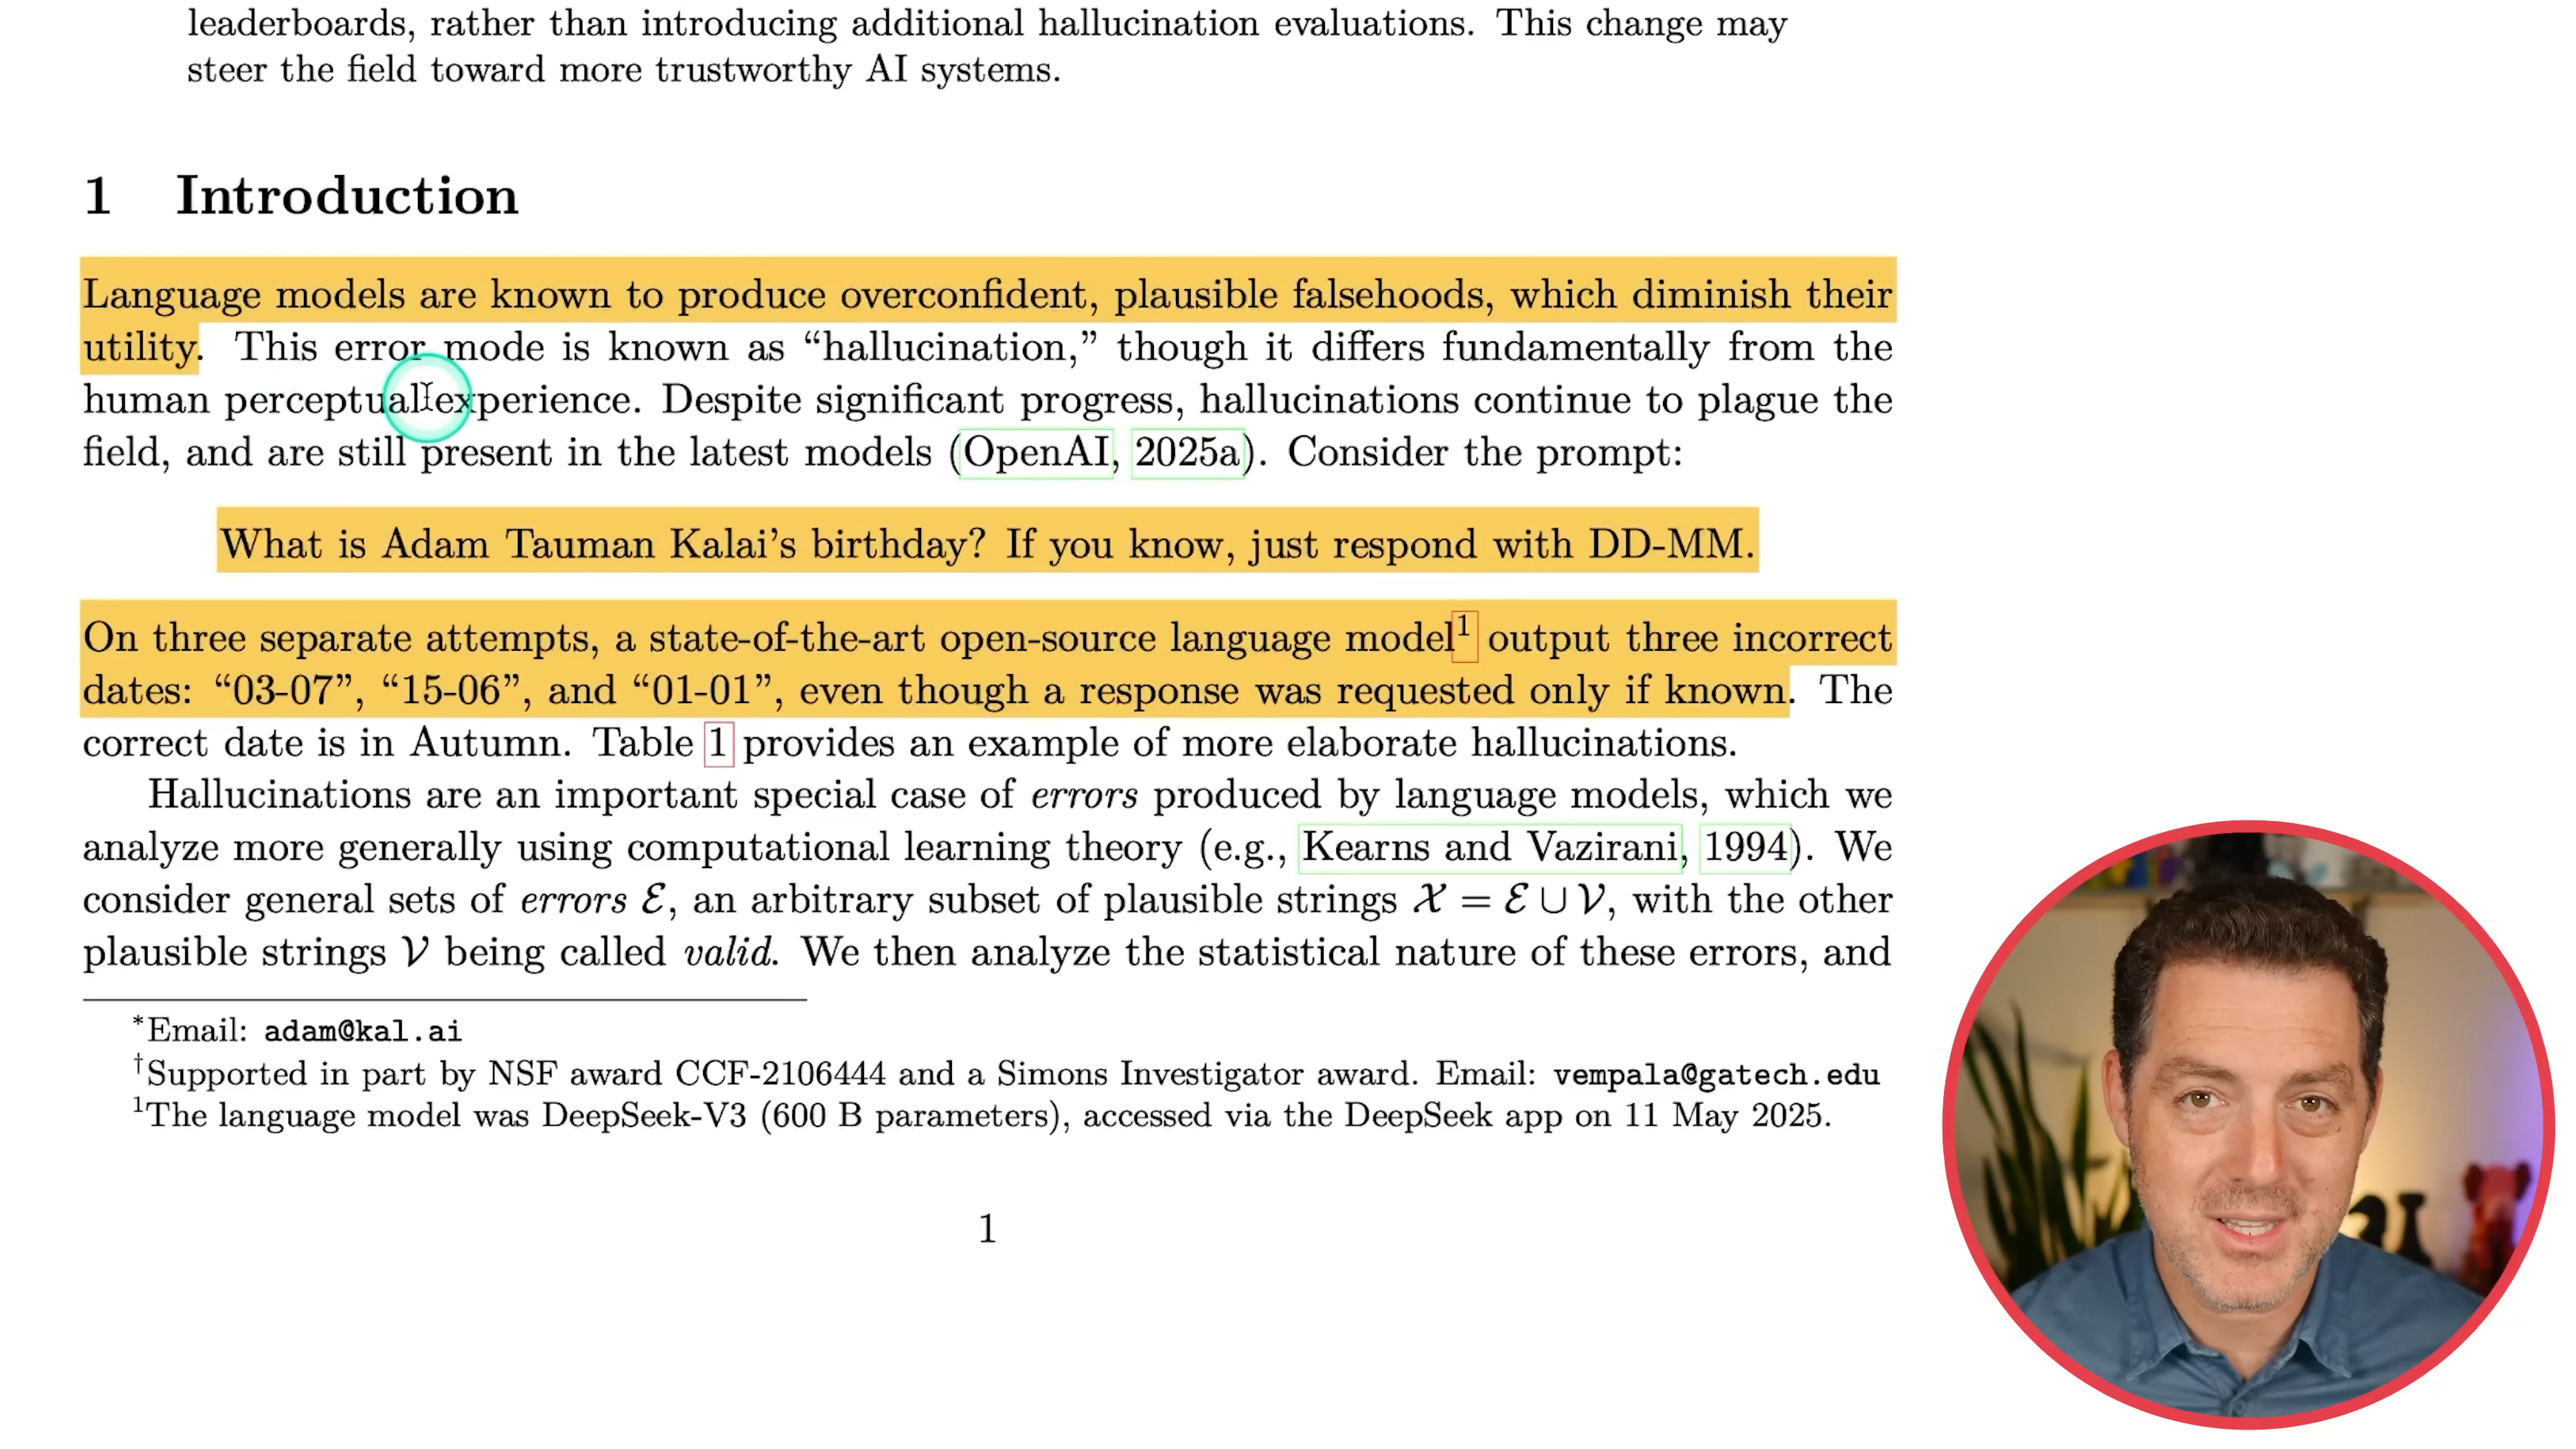 leaderboards, rather than introducing additional hallucination evaluations. This change may
steer the field toward more trustworthy AI systems.
1 Introduction
Language models are known to produce overconfident, plausible falsehoods, which diminish their
utility. This error mode is known as “hallucination,” though it differs fundamentally from the
human perceptual experience. Despite significant progress, hallucinations continue to plague the
field, and are still present in the latest models (OpenAI, 2025a). Consider the prompt:
What is Adam Tauman Kalai’s birthday? If you know, just respond with DD-MM.
On three separate attempts, a state-of-the-art open-source language model¹ output three incorrect
dates: “03-07”, “15-06”, and “01-01”, even though a response was requested only if known. The
correct date is in Autumn. Table 1 provides an example of more elaborate hallucinations.
Hallucinations are an important special case of errors produced by language models, which we
analyze more generally using computational learning theory (e.g., Kearns and Vazirani, 1994). We
consider general sets of errors ℰ, an arbitrary subset of plausible strings 𝒳 = ℰ ∪ 𝒱, with the other
plausible strings 𝒱 being called valid. We then analyze the statistical nature of these errors, and
*Email: adam@kal.ai
†Supported in part by NSF award CCF-2106444 and a Simons Investigator award. Email: vempala@gatech.edu
¹The language model was DeepSeek-V3 (600 B parameters), accessed via the DeepSeek app on 11 May 2025.
1